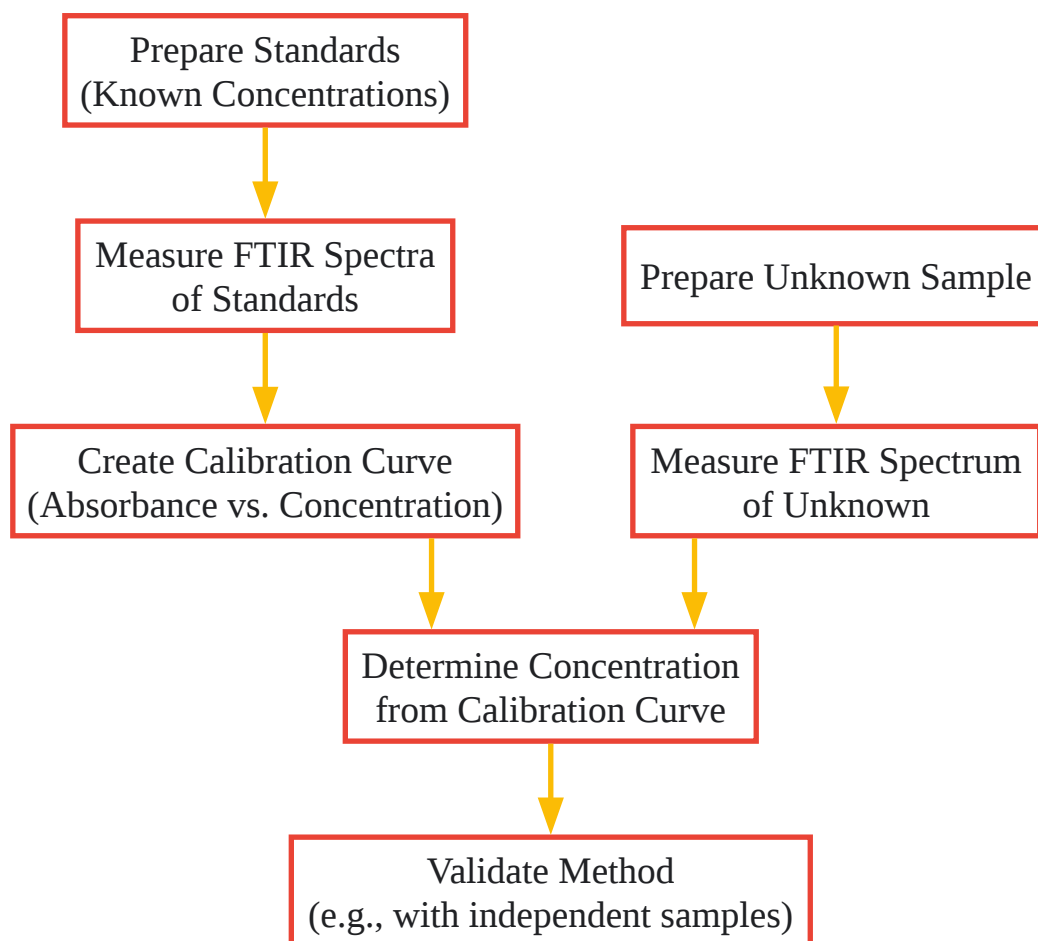 Prepare Standards
(Known Concentrations)
Measure FTIR Spectra
of Standards
Prepare Unknown Sample
Create Calibration Curve
(Absorbance vs. Concentration)
Measure FTIR Spectrum
of Unknown
Determine Concentration
from Calibration Curve
Validate Method
(e.g., with independent samples)